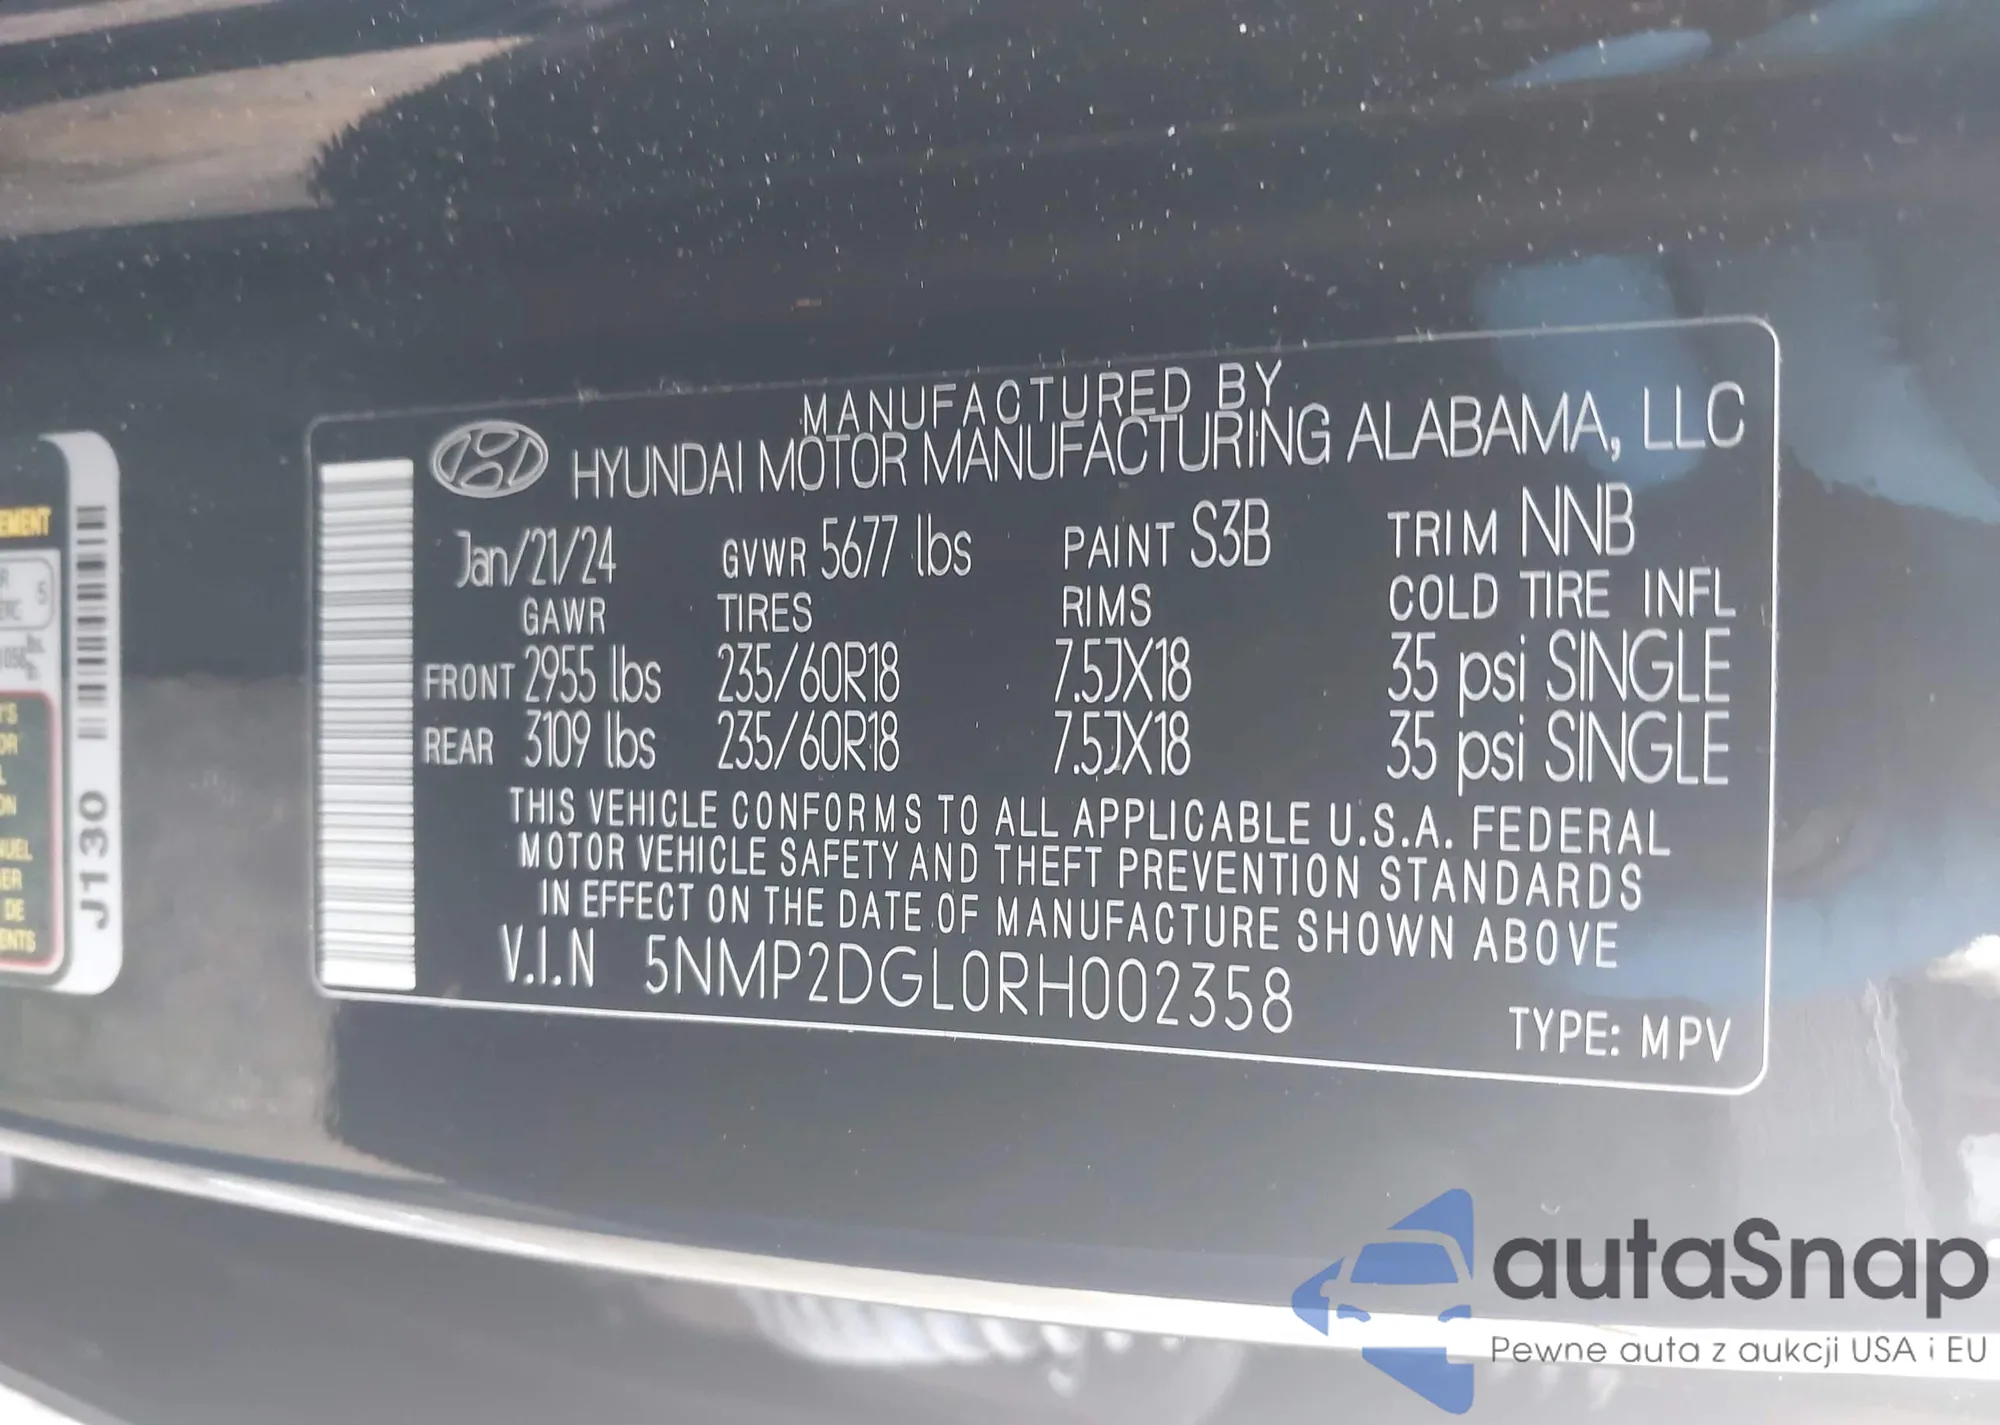 MANUFACTURED BY
HYUNDAI MOTOR MANUFACTURING ALABAMA, LLC
Jan/21/24 GVWR 5677 lbs PAINT S3B TRIM NNB
GAWR TIRES RIMS COLD TIRE INFL
FRONT 2955 lbs 235/60R18 7.5JX18 35 psi SINGLE
REAR 3109 lbs 235/60R18 7.5JX18 35 psi SINGLE
THIS VEHICLE CONFORMS TO ALL APPLICABLE U.S.A. FEDERAL
MOTOR VEHICLE SAFETY AND THEFT PREVENTION STANDARDS
IN EFFECT ON THE DATE OF MANUFACTURE SHOWN ABOVE
V.I.N 5NMP2DGL0RH002358
TYPE: MPV
J130
5
DE
autaSnap
Pewne auta z aukcji USA i EU